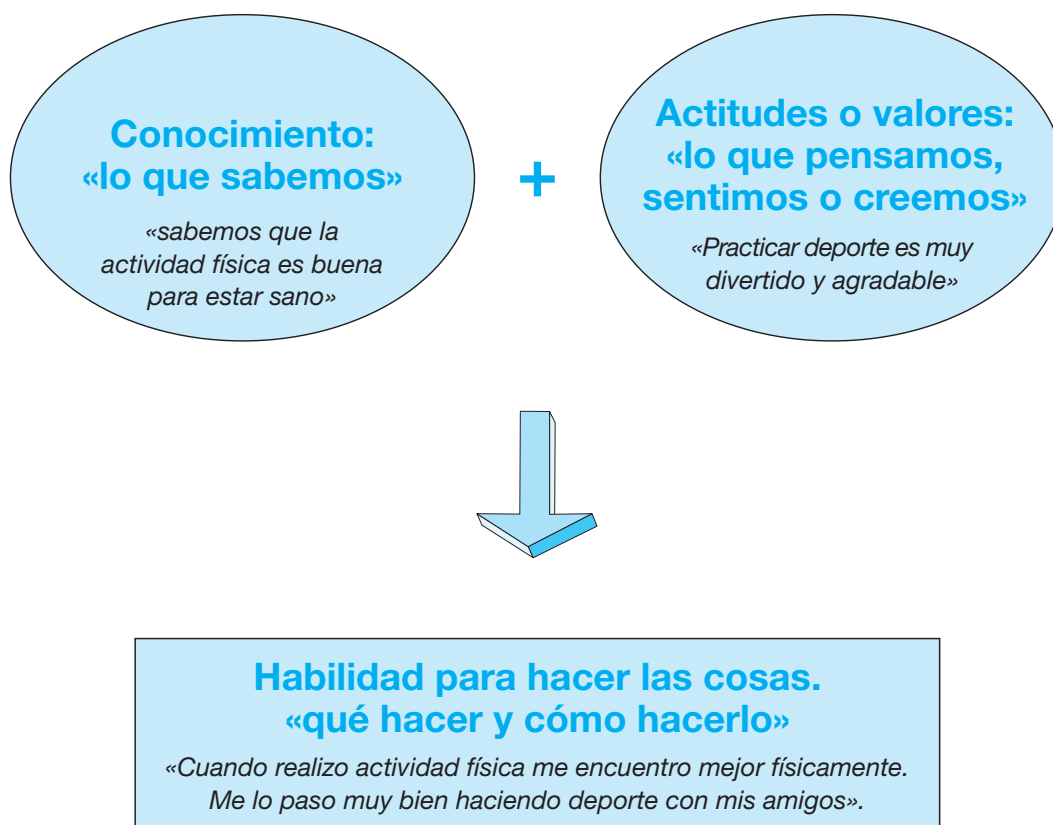 Conocimiento:
«lo que sabemos»
«sabemos que la
actividad física es buena
para estar sano»
+
Actitudes o valores:
«lo que pensamos,
sentimos o creemos»
«Practicar deporte es muy
divertido y agradable»
Habilidad para hacer las cosas.
«qué hacer y cómo hacerlo»
«Cuando realizo actividad física me encuentro mejor físicamente.
Me lo paso muy bien haciendo deporte con mis amigos».